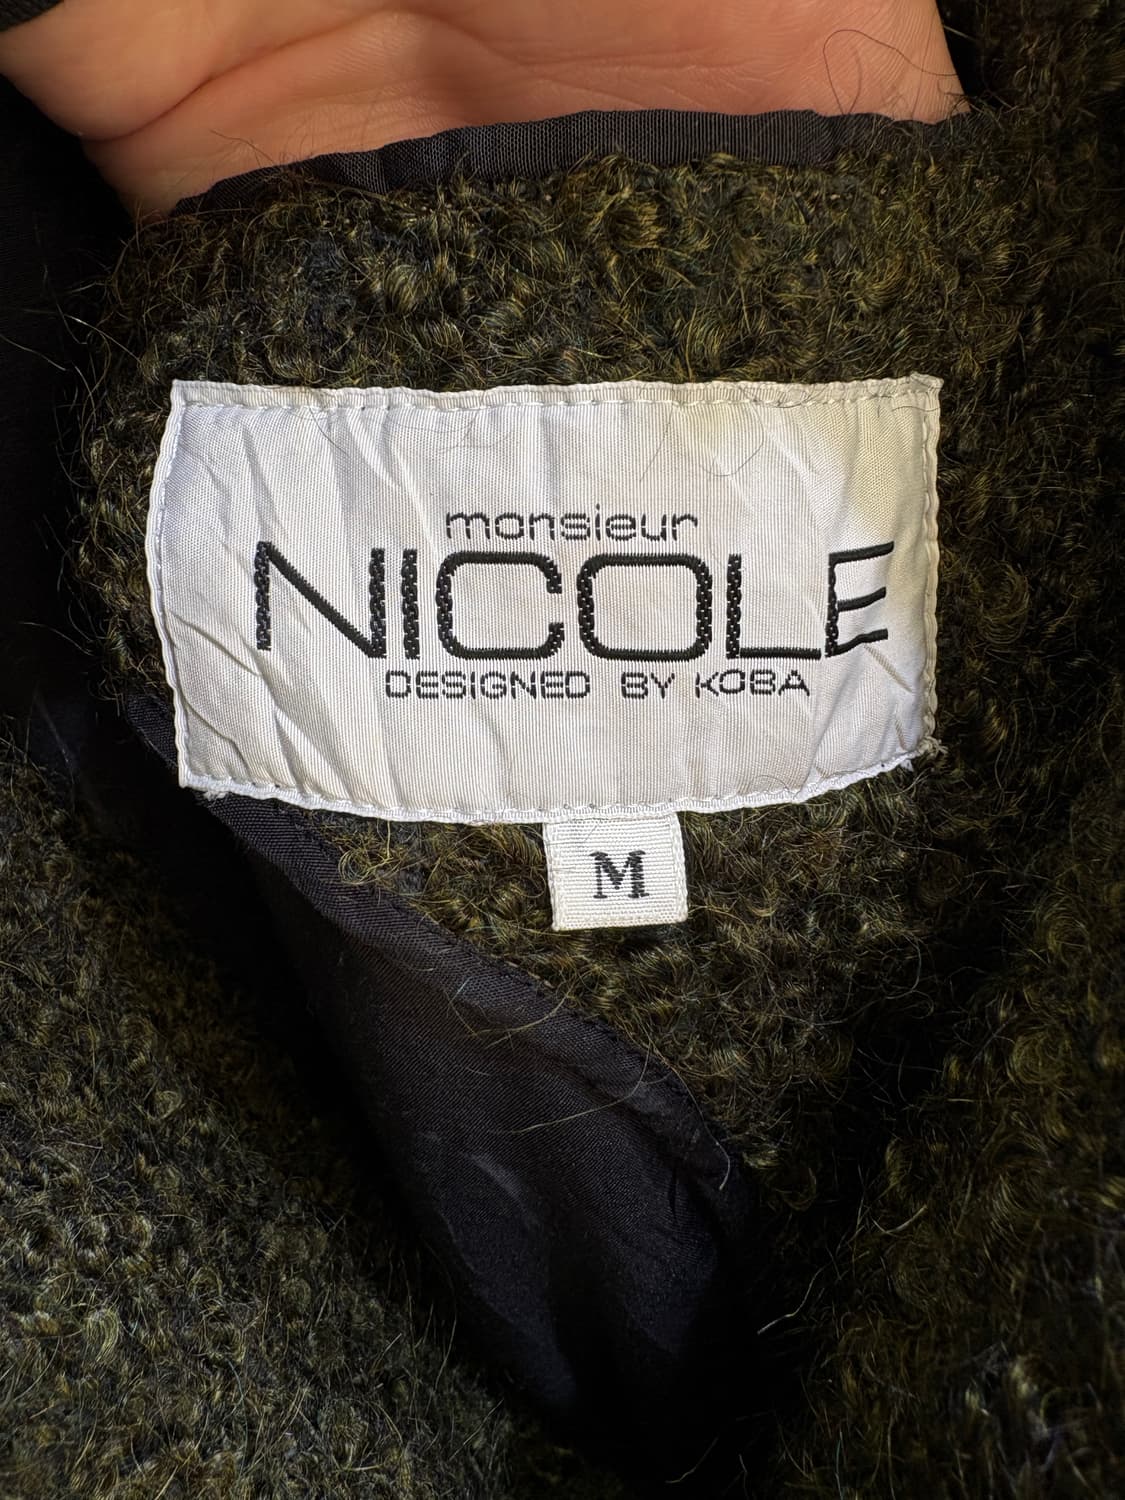 monsieur
NICOLE
DESIGNED BY KOBA
M